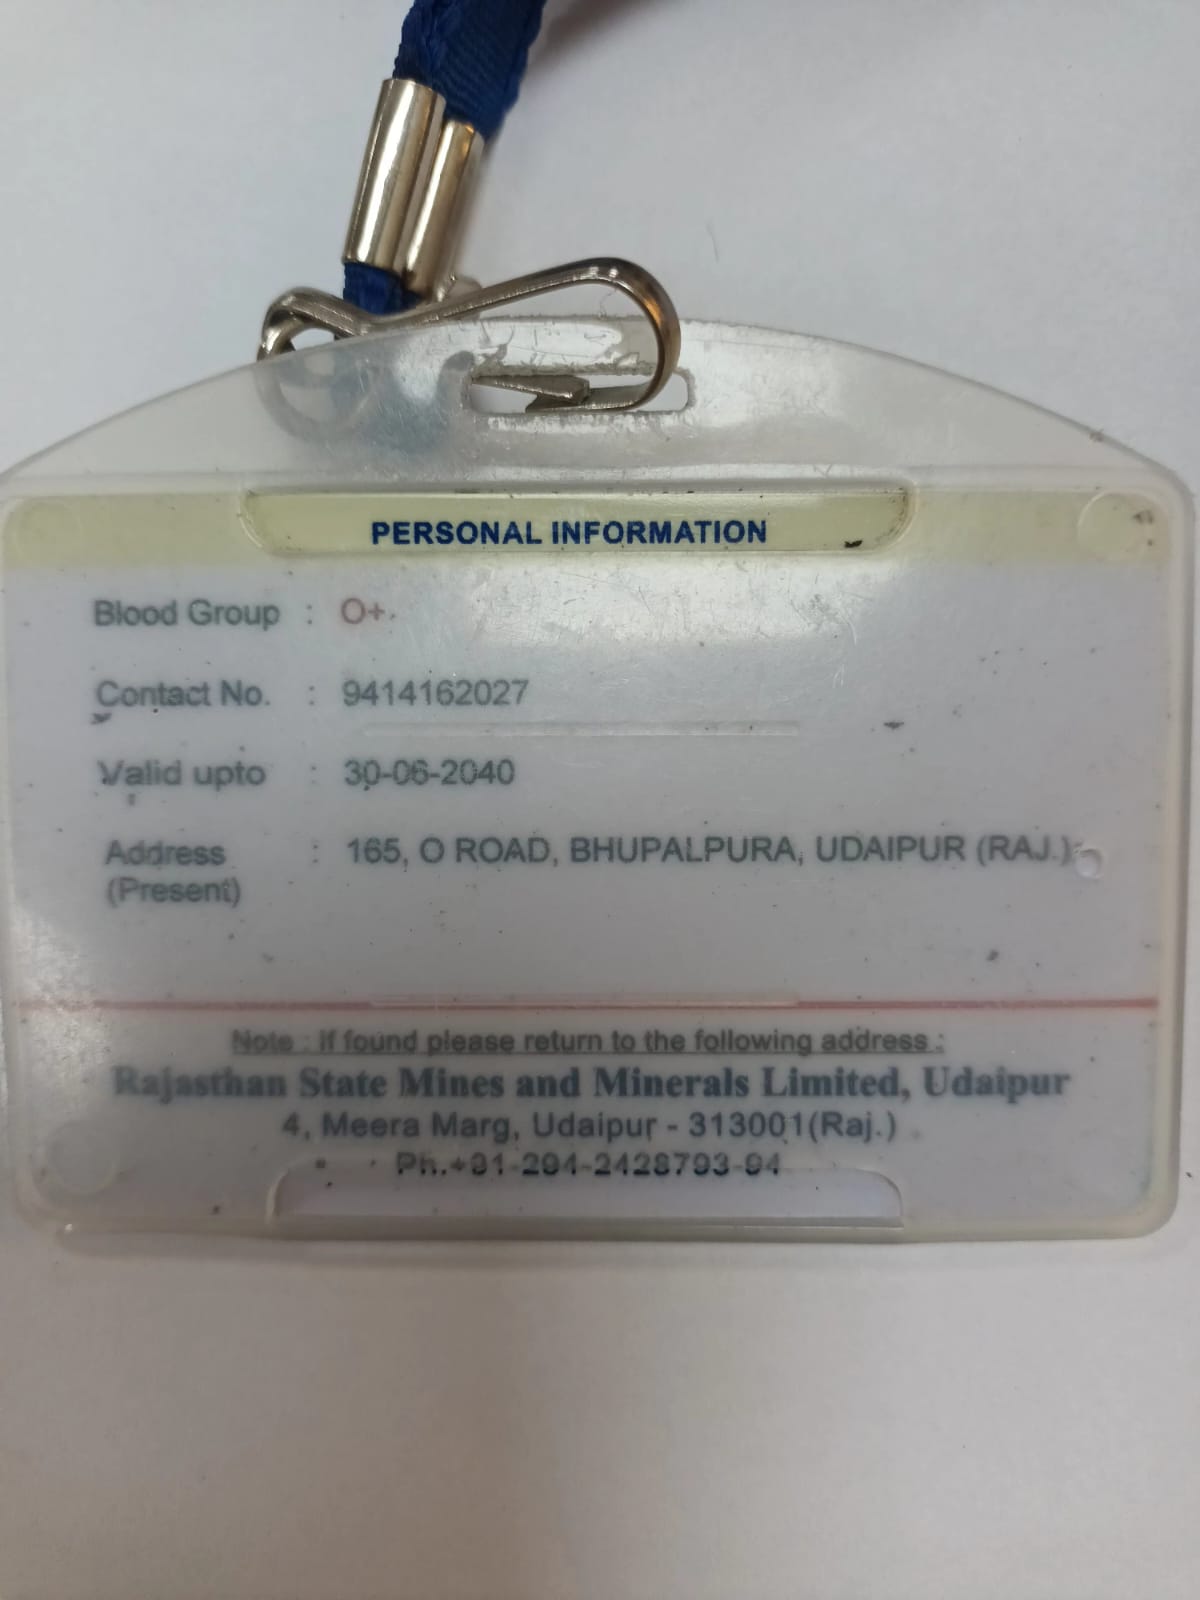 PERSONAL INFORMATION
Blood Group : O+
Contact No. : 9414162027
Valid upto : 30-06-2040
Address : 165, O ROAD, BHUPALPURA, UDAIPUR (RAJ.)
(Present)
Note : If found please return to the following address :
Rajasthan State Mines and Minerals Limited, Udaipur
4, Meera Marg, Udaipur - 313001(Raj.)
Ph.+91-294-2428793-94